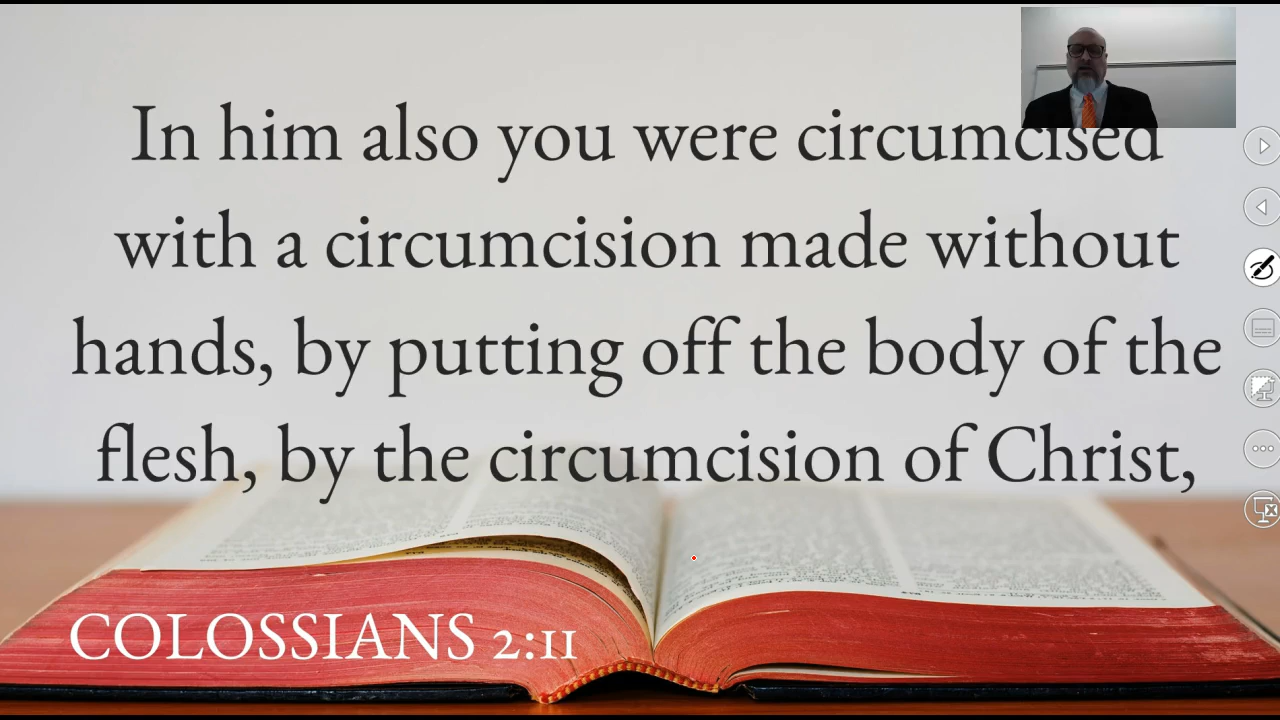 In him also you were circumcised
with a circumcision made without
hands, by putting off the body of the
flesh, by the circumcision of Christ,
COLOSSIANS 2:11